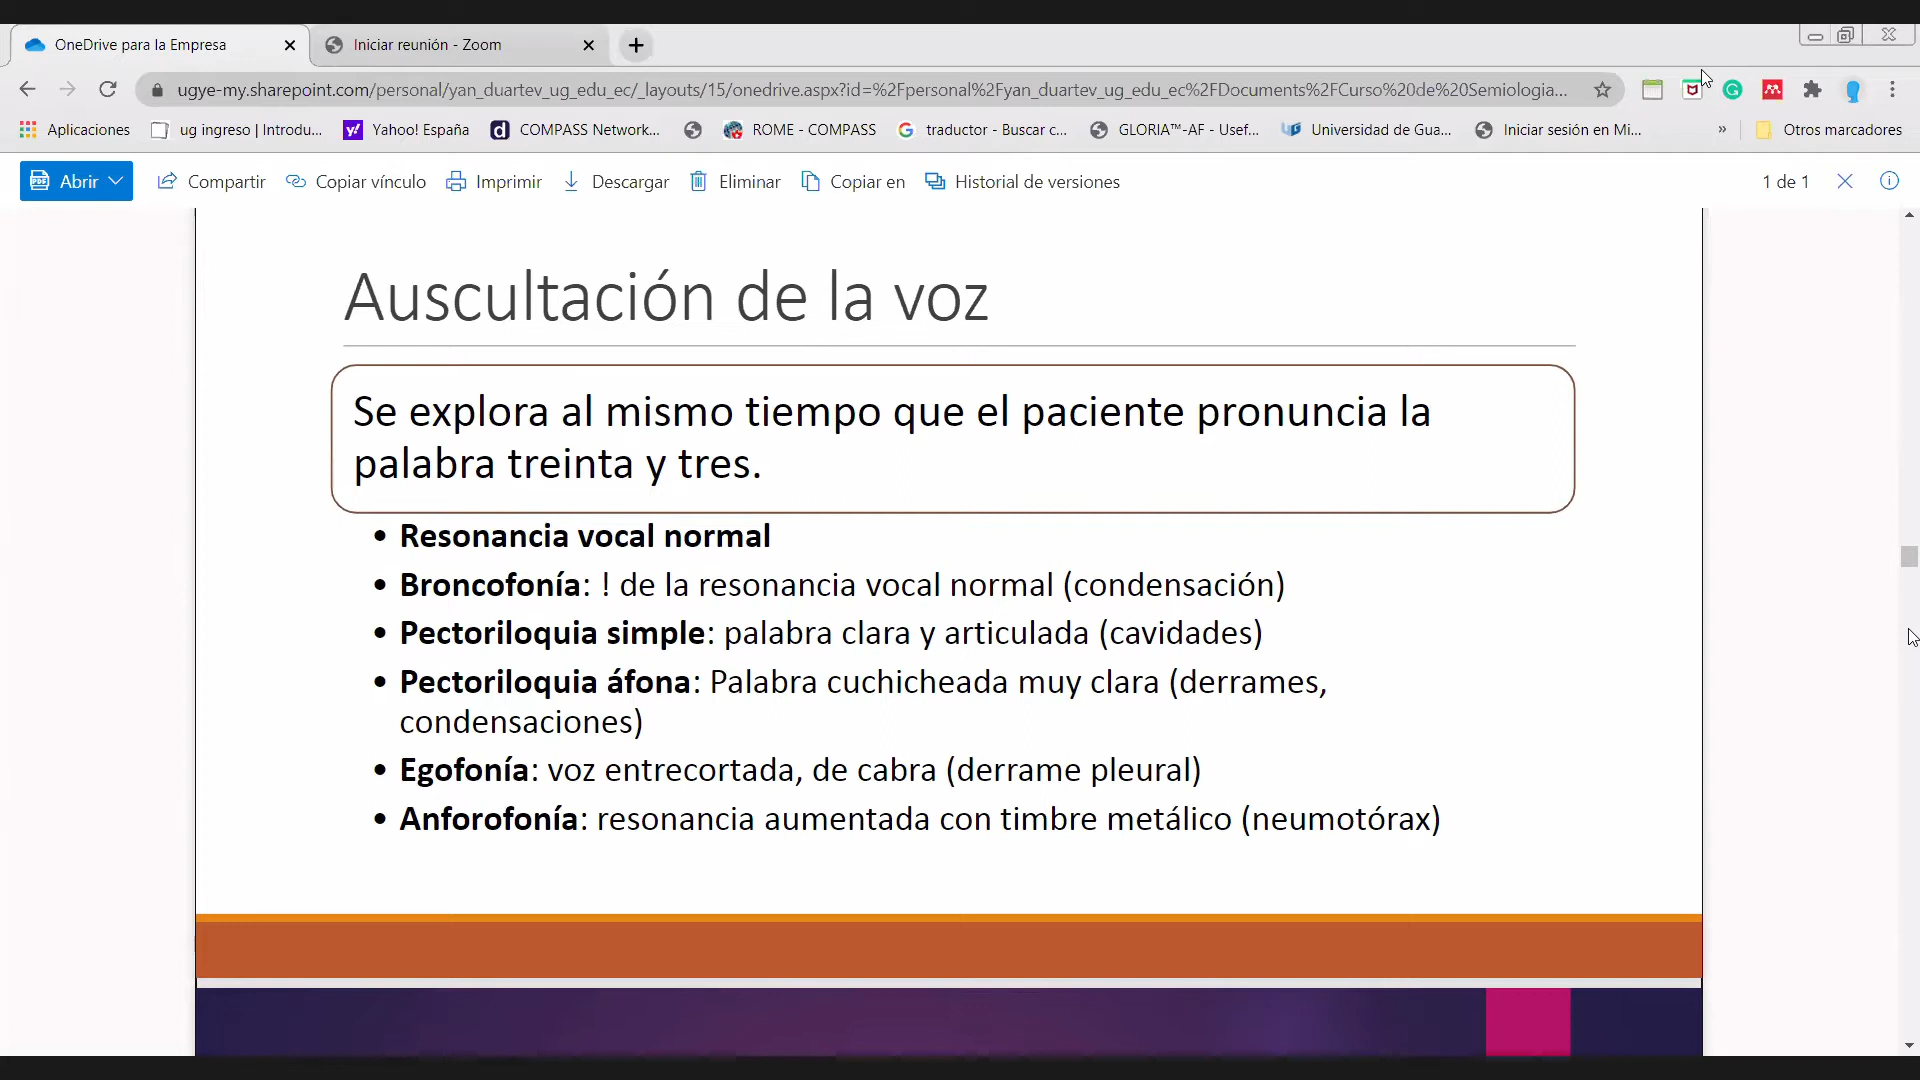 OneDrive para la Empresa
Iniciar reunión - Zoom
ugye-my.sharepoint.com/personal/yan_duartev_ug_edu_ec/_layouts/15/onedrive.aspx?id=%2Fpersonal%2Fyan_duartev_ug_edu_ec%2FDocuments%2FCurso%20de%20Semiologia...
Aplicaciones ug ingreso | Introdu... Yahoo! España COMPASS Network... ROME - COMPASS traductor - Buscar c... GLORIA™-AF - Usef... Universidad de Gua... Iniciar sesión en Mi... » Otros marcadores
Abrir Compartir Copiar vínculo Imprimir Descargar Eliminar Copiar en Historial de versiones 1 de 1
Auscultación de la voz
Se explora al mismo tiempo que el paciente pronuncia la
palabra treinta y tres.
• Resonancia vocal normal
• Broncofonía: ! de la resonancia vocal normal (condensación)
• Pectoriloquia simple: palabra clara y articulada (cavidades)
• Pectoriloquia áfona: Palabra cuchicheada muy clara (derrames,
condensaciones)
• Egofonía: voz entrecortada, de cabra (derrame pleural)
• Anforofonía: resonancia aumentada con timbre metálico (neumotórax)